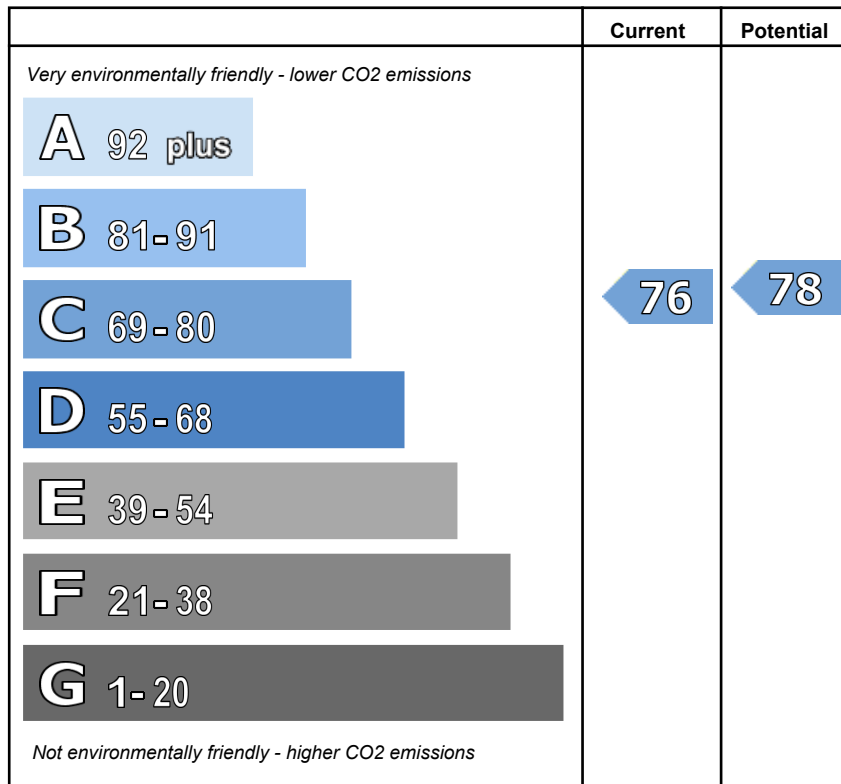 Current Potential
Very environmentally friendly - lower CO2 emissions
A 92 plus
B 81-91
C 69-80
76 78
D 55-68
E 39-54
F 21-38
G 1-20
Not environmentally friendly - higher CO2 emissions